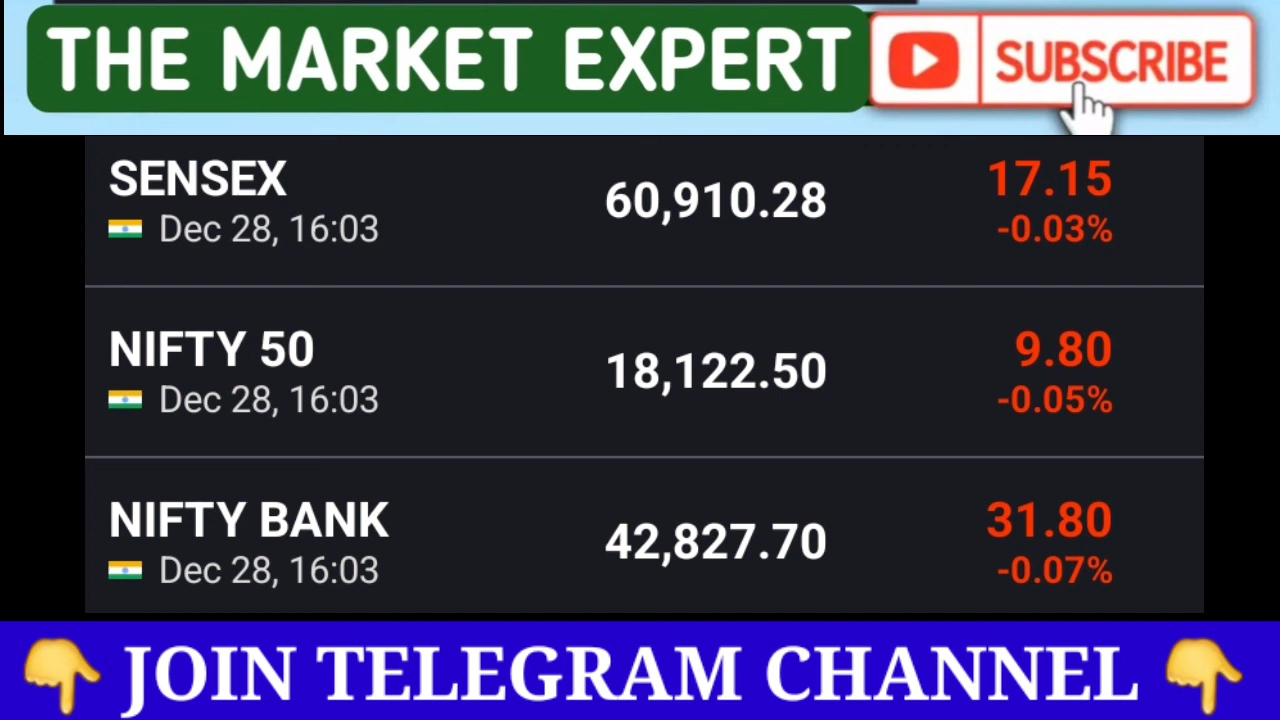 THE MARKET EXPERT SUBSCRIBE
SENSEX 60,910.28 17.15
Dec 28, 16:03 -0.03%
NIFTY 50 18,122.50 9.80
Dec 28, 16:03 -0.05%
NIFTY BANK 42,827.70 31.80
Dec 28, 16:03 -0.07%
👇 JOIN TELEGRAM CHANNEL 👇